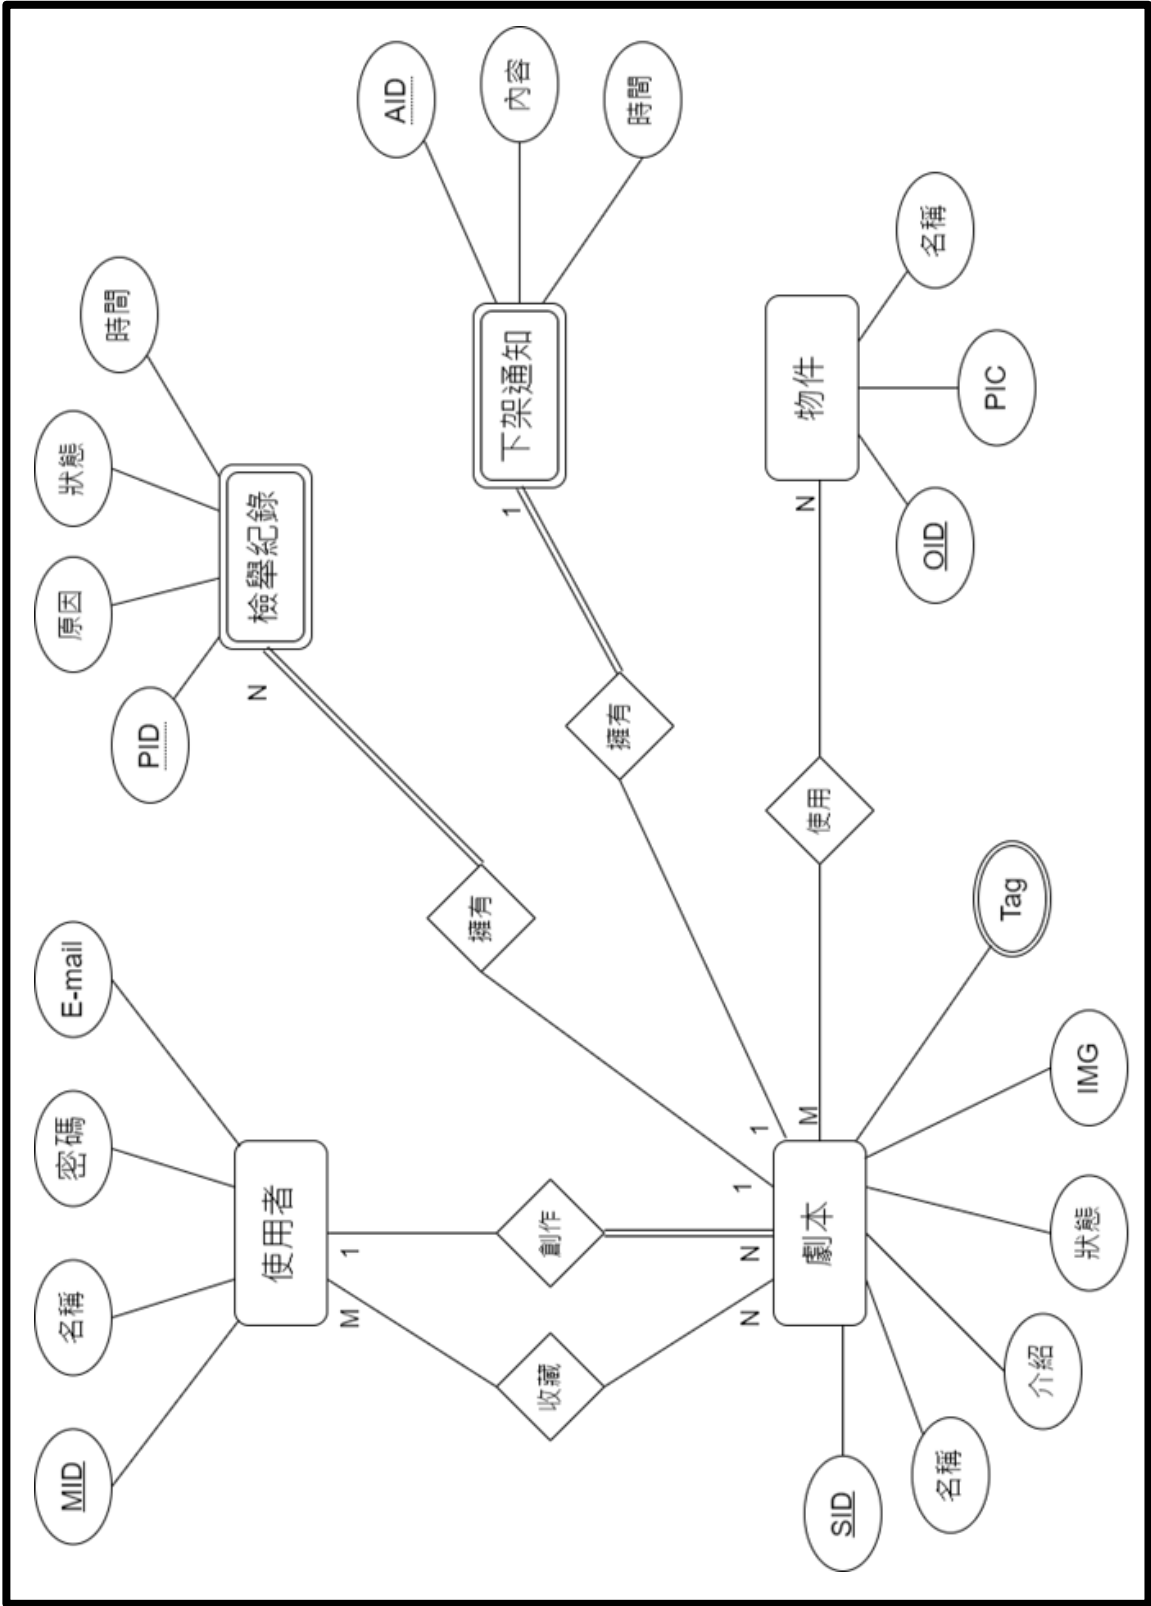 MID
名稱
密碼
E-mail
原因
狀態
時間
PID
使用者
N
檢舉紀錄
M
1
AID
收藏
創作
擁有
1
下架通知
內容
擁有
時間
N
N
1
1
M
N
劇本
使用
物件
SID
名稱
OID
名稱
PIC
Tag
介紹
狀態
IMG